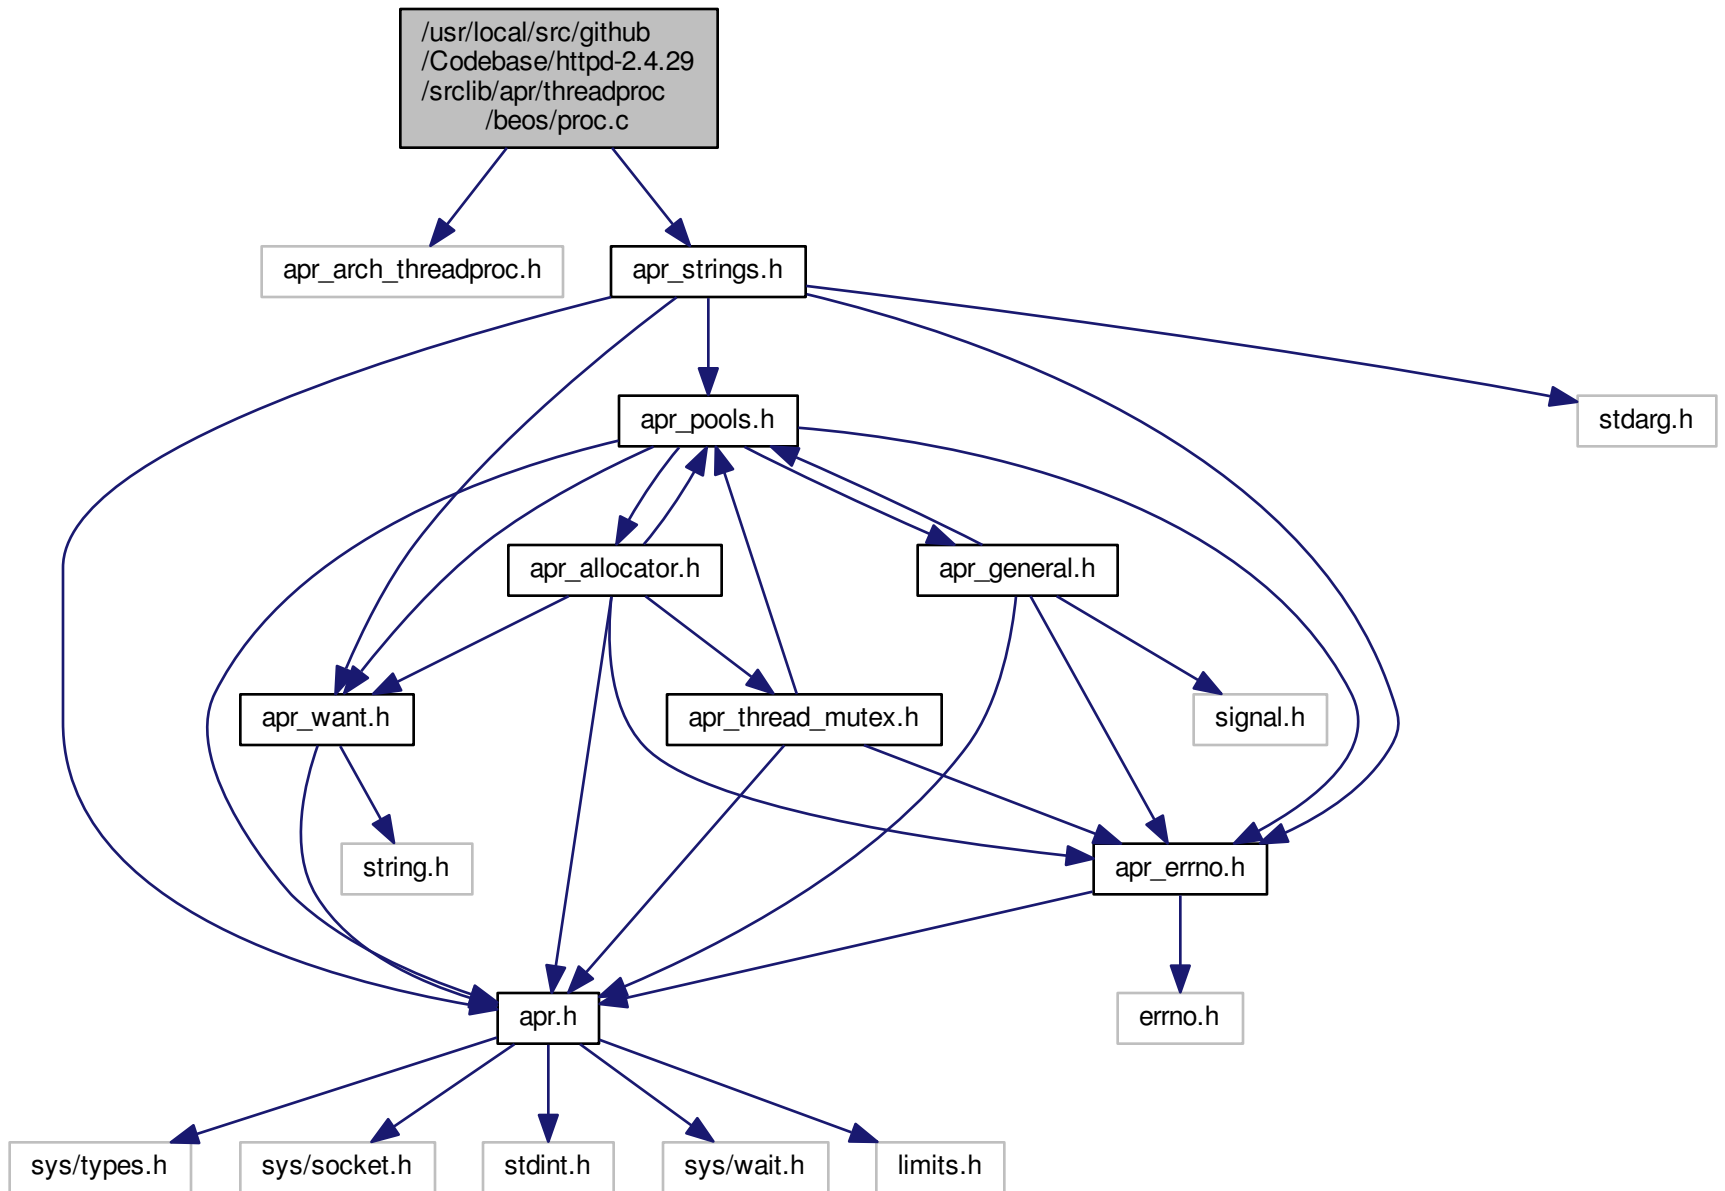 /usr/local/src/github
/Codebase/httpd-2.4.29
/srclib/apr/threadproc
/beos/proc.c
apr_arch_threadproc.h
apr_strings.h
apr_pools.h
stdarg.h
apr_allocator.h
apr_general.h
apr_want.h
apr_thread_mutex.h
signal.h
string.h
apr_errno.h
apr.h
errno.h
sys/types.h
sys/socket.h
stdint.h
sys/wait.h
limits.h